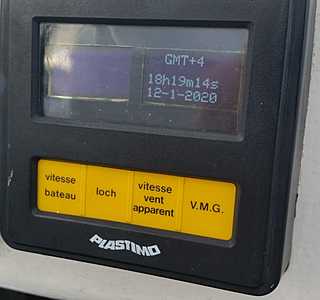 GMT+4
18h19m14s
12-1-2020
vitesse
bateau
loch
vitesse
vent
apparent
V.M.G.
PLASTIMO